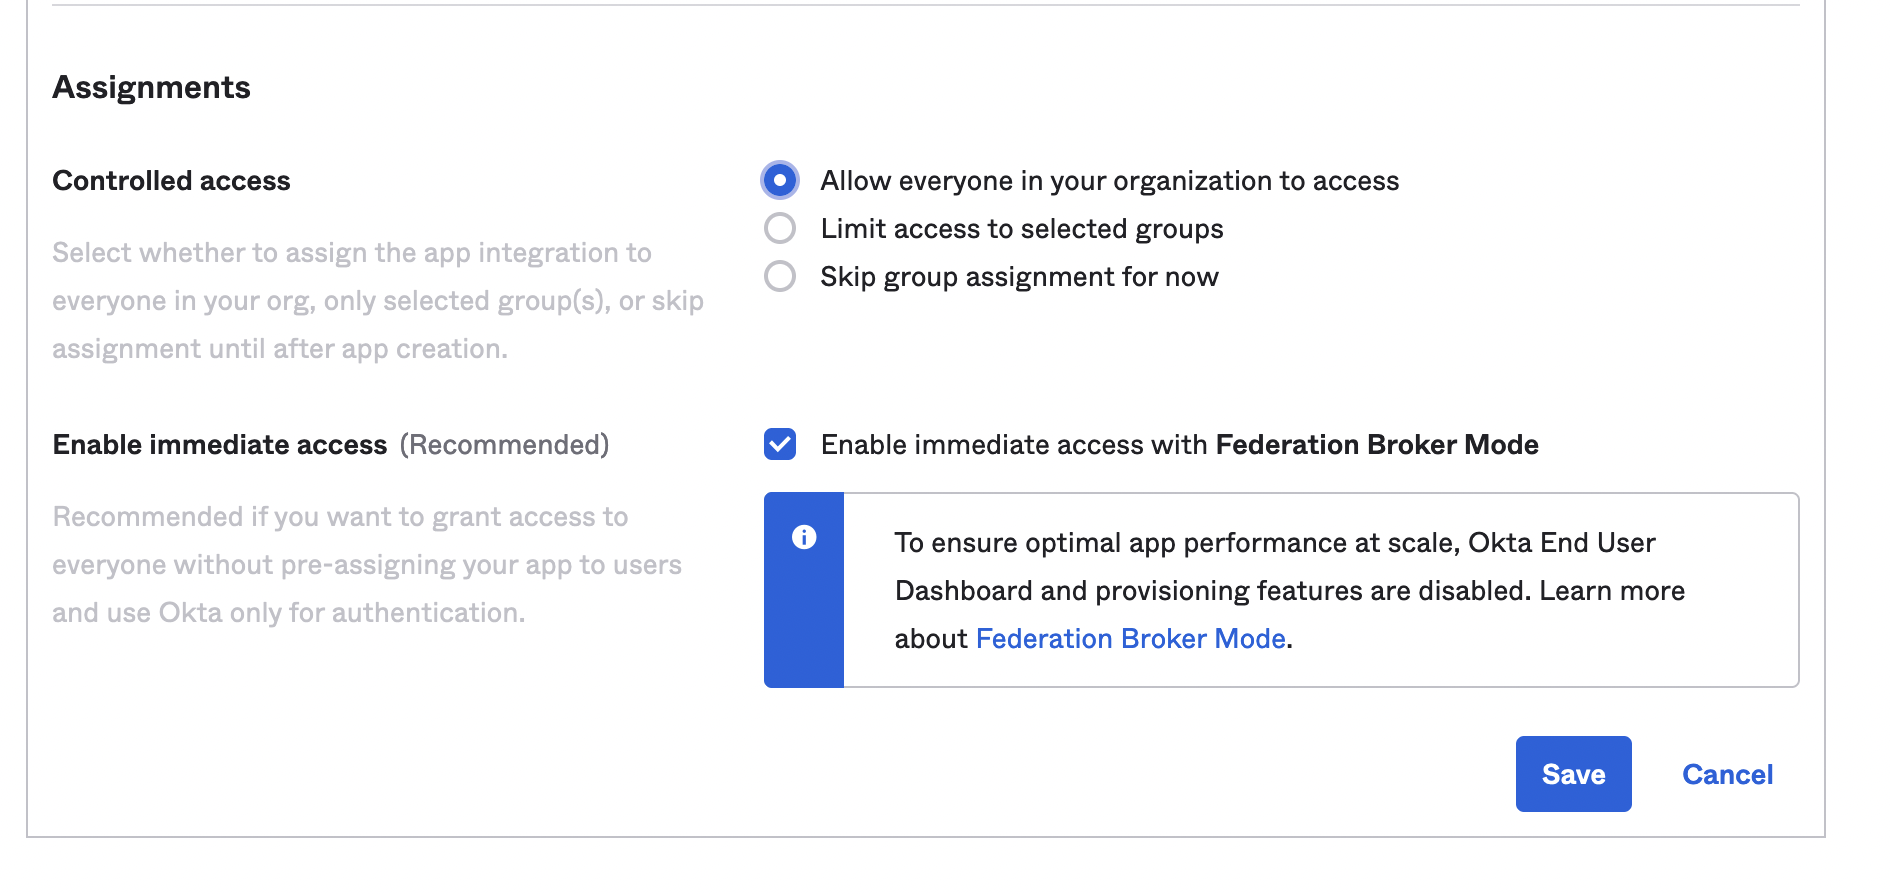 Assignments
Controlled access
Select whether to assign the app integration to
everyone in your org, only selected group(s), or skip
assignment until after app creation.
Allow everyone in your organization to access
Limit access to selected groups
Skip group assignment for now
Enable immediate access (Recommended)
Recommended if you want to grant access to
everyone without pre-assigning your app to users
and use Okta only for authentication.
Enable immediate access with Federation Broker Mode
To ensure optimal app performance at scale, Okta End User
Dashboard and provisioning features are disabled. Learn more
about Federation Broker Mode.
Save
Cancel